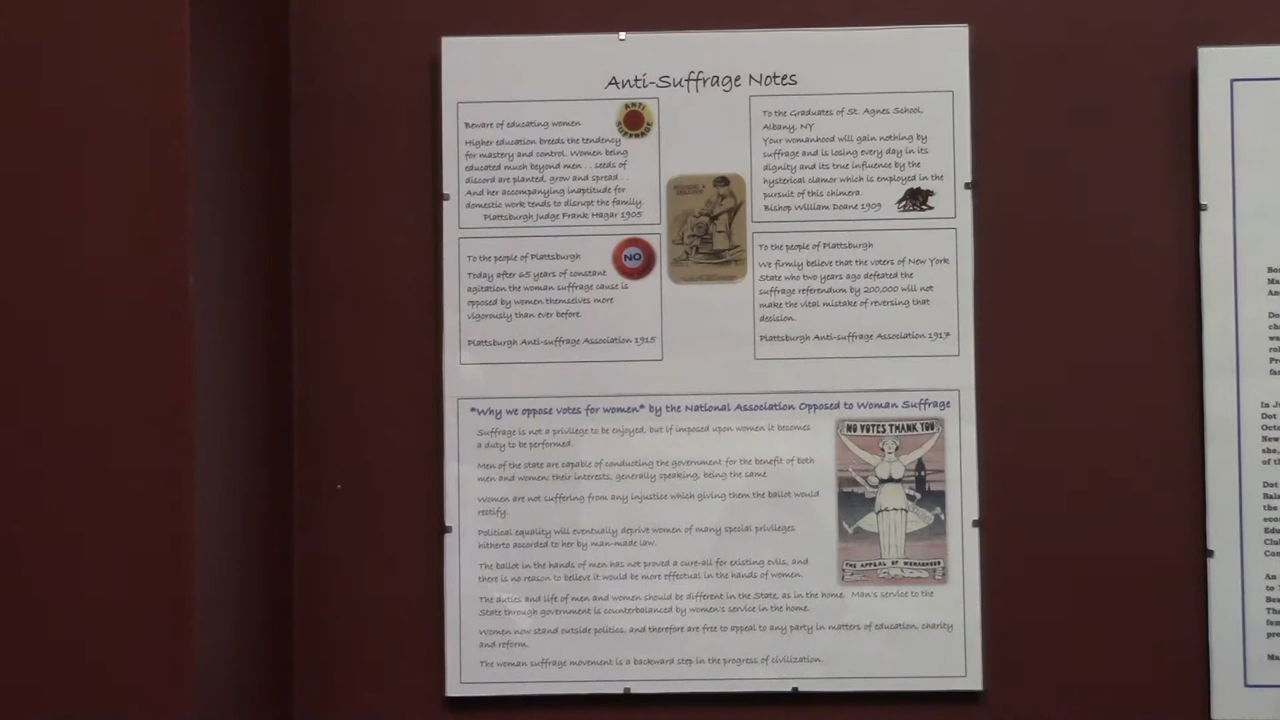 Anti-Suffrage Notes
Beware of educating women
Higher education breeds the tendency
for mastery and control. Women being
educated much beyond men . . seeds of
discord are planted, grow and spread . .
And her accompanying inaptitude for
domestic work tends to disrupt the family.
Plattsburgh Judge Frank Hagar 1905
ANTI
SUFFRAGE
To the Graduates of St. Agnes School,
Albany, NY
Your womanhood will gain nothing by
suffrage and is losing every day in its
dignity and its true influence by the
hysterical clamor which is employed in the
pursuit of this chimera.
Bishop William Doane 1909
To the people of Plattsburgh
Today after 65 years of constant
agitation the woman suffrage cause is
opposed by women themselves more
vigorously than ever before.
Plattsburgh Anti-suffrage Association 1915
NO
To the people of Plattsburgh
We firmly believe that the voters of New York
State who two years ago defeated the
suffrage referendum by 200,000 will not
make the vital mistake of reversing that
decision.
Plattsburgh Anti-suffrage Association 1917
"Why we oppose votes for women" by the National Association Opposed to Woman Suffrage
Suffrage is not a privilege to be enjoyed, but if imposed upon women it becomes
a duty to be performed.
Men of the state are capable of conducting the government for the benefit of both
men and women; their interests, generally speaking, being the same.
Women are not suffering from any injustice which giving them the ballot would
rectify.
Political equality will eventually deprive women of many special privileges
hitherto accorded to her by man-made law.
The ballot in the hands of men has not proved a cure-all for existing evils, and
there is no reason to believe it would be more effectual in the hands of women.
The duties and life of men and women should be different in the State, as in the home. Man's service to the
State through government is counterbalanced by women's service in the home.
Women now stand outside politics, and therefore are free to appeal to any party in matters of education, charity
and reform.
The woman suffrage movement is a backward step in the progress of civilization.
NO VOTES THANK YOU
THE APPEAL OF WOMANHOOD
In
Dot
New
she,
of
Dot
the